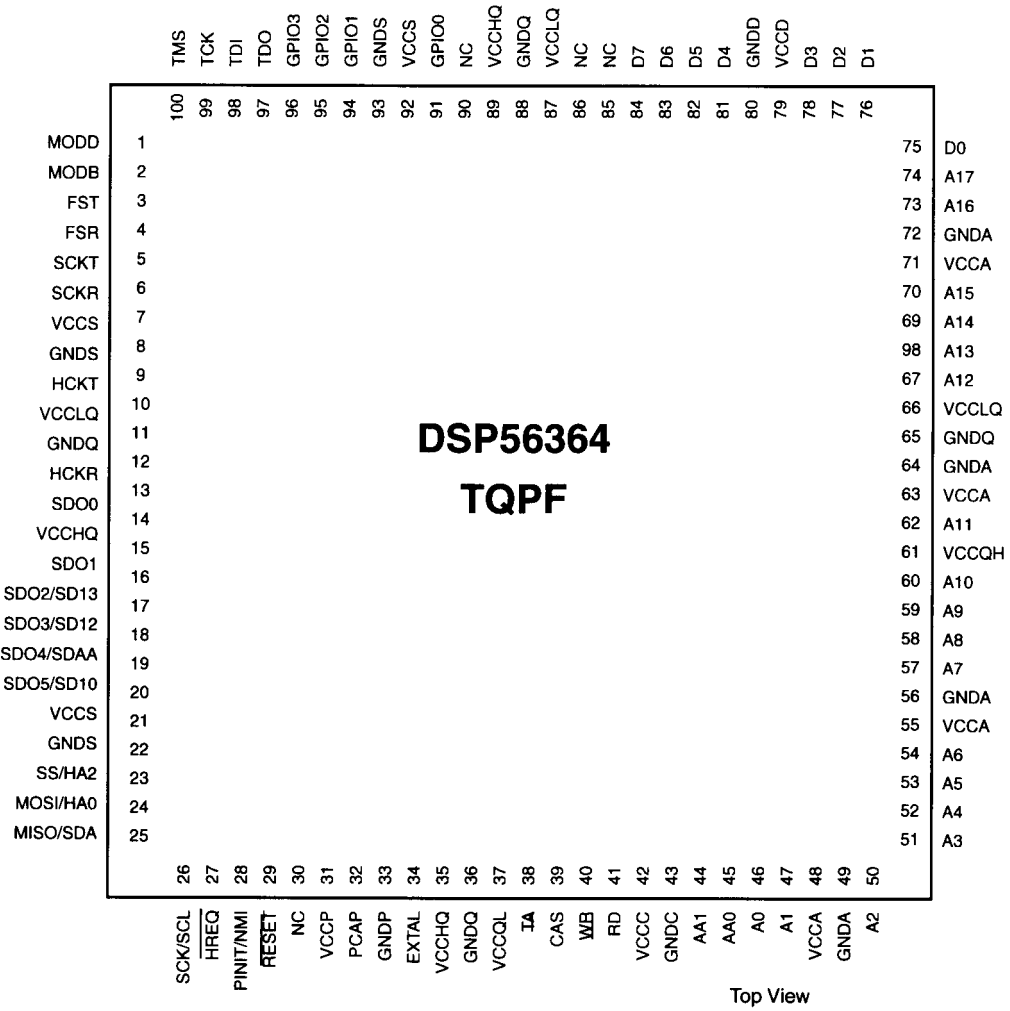 TMS TCK TDI TDO GPIO3 GPIO2 GPIO1 GNDS VCCS GPIO0 NC VCCHQ GNDQ VCCLQ NC NC D7 D6 D5 D4 GNDD VCCD D3 D2 D1
100 99 98 97 96 95 94 93 92 91 90 89 88 87 86 85 84 83 82 81 80 79 78 77 76
MODD 1
MODB 2
FST 3
FSR 4
SCKT 5
SCKR 6
VCCS 7
GNDS 8
HCKT 9
VCCLQ 10
GNDQ 11
HCKR 12
SDO0 13
VCCHQ 14
SDO1 15
SDO2/SD13 16
SDO3/SD12 17
SDO4/SDAA 18
SDO5/SD10 19
VCCS 20
GNDS 21
SS/HA2 22
MOSI/HA0 23
MISO/SDA 24
25
DSP56364
TQPF
75 D0
74 A17
73 A16
72 GNDA
71 VCCA
70 A15
69 A14
98 A13
67 A12
66 VCCLQ
65 GNDQ
64 GNDA
63 VCCA
62 A11
61 VCCQH
60 A10
59 A9
58 A8
57 A7
56 GNDA
55 VCCA
54 A6
53 A5
52 A4
51 A3
26 27 28 29 30 31 32 33 34 35 36 37 38 39 40 41 42 43 44 45 46 47 48 49 50
SCK/SCL HREQ PINIT/NMI RESET NC VCCP PCAP GNDP EXTAL VCCHQ GNDQ VCCQL TA CAS WB RD VCCC GNDC AA1 AA0 A0 A1 VCCA GNDA A2
Top View